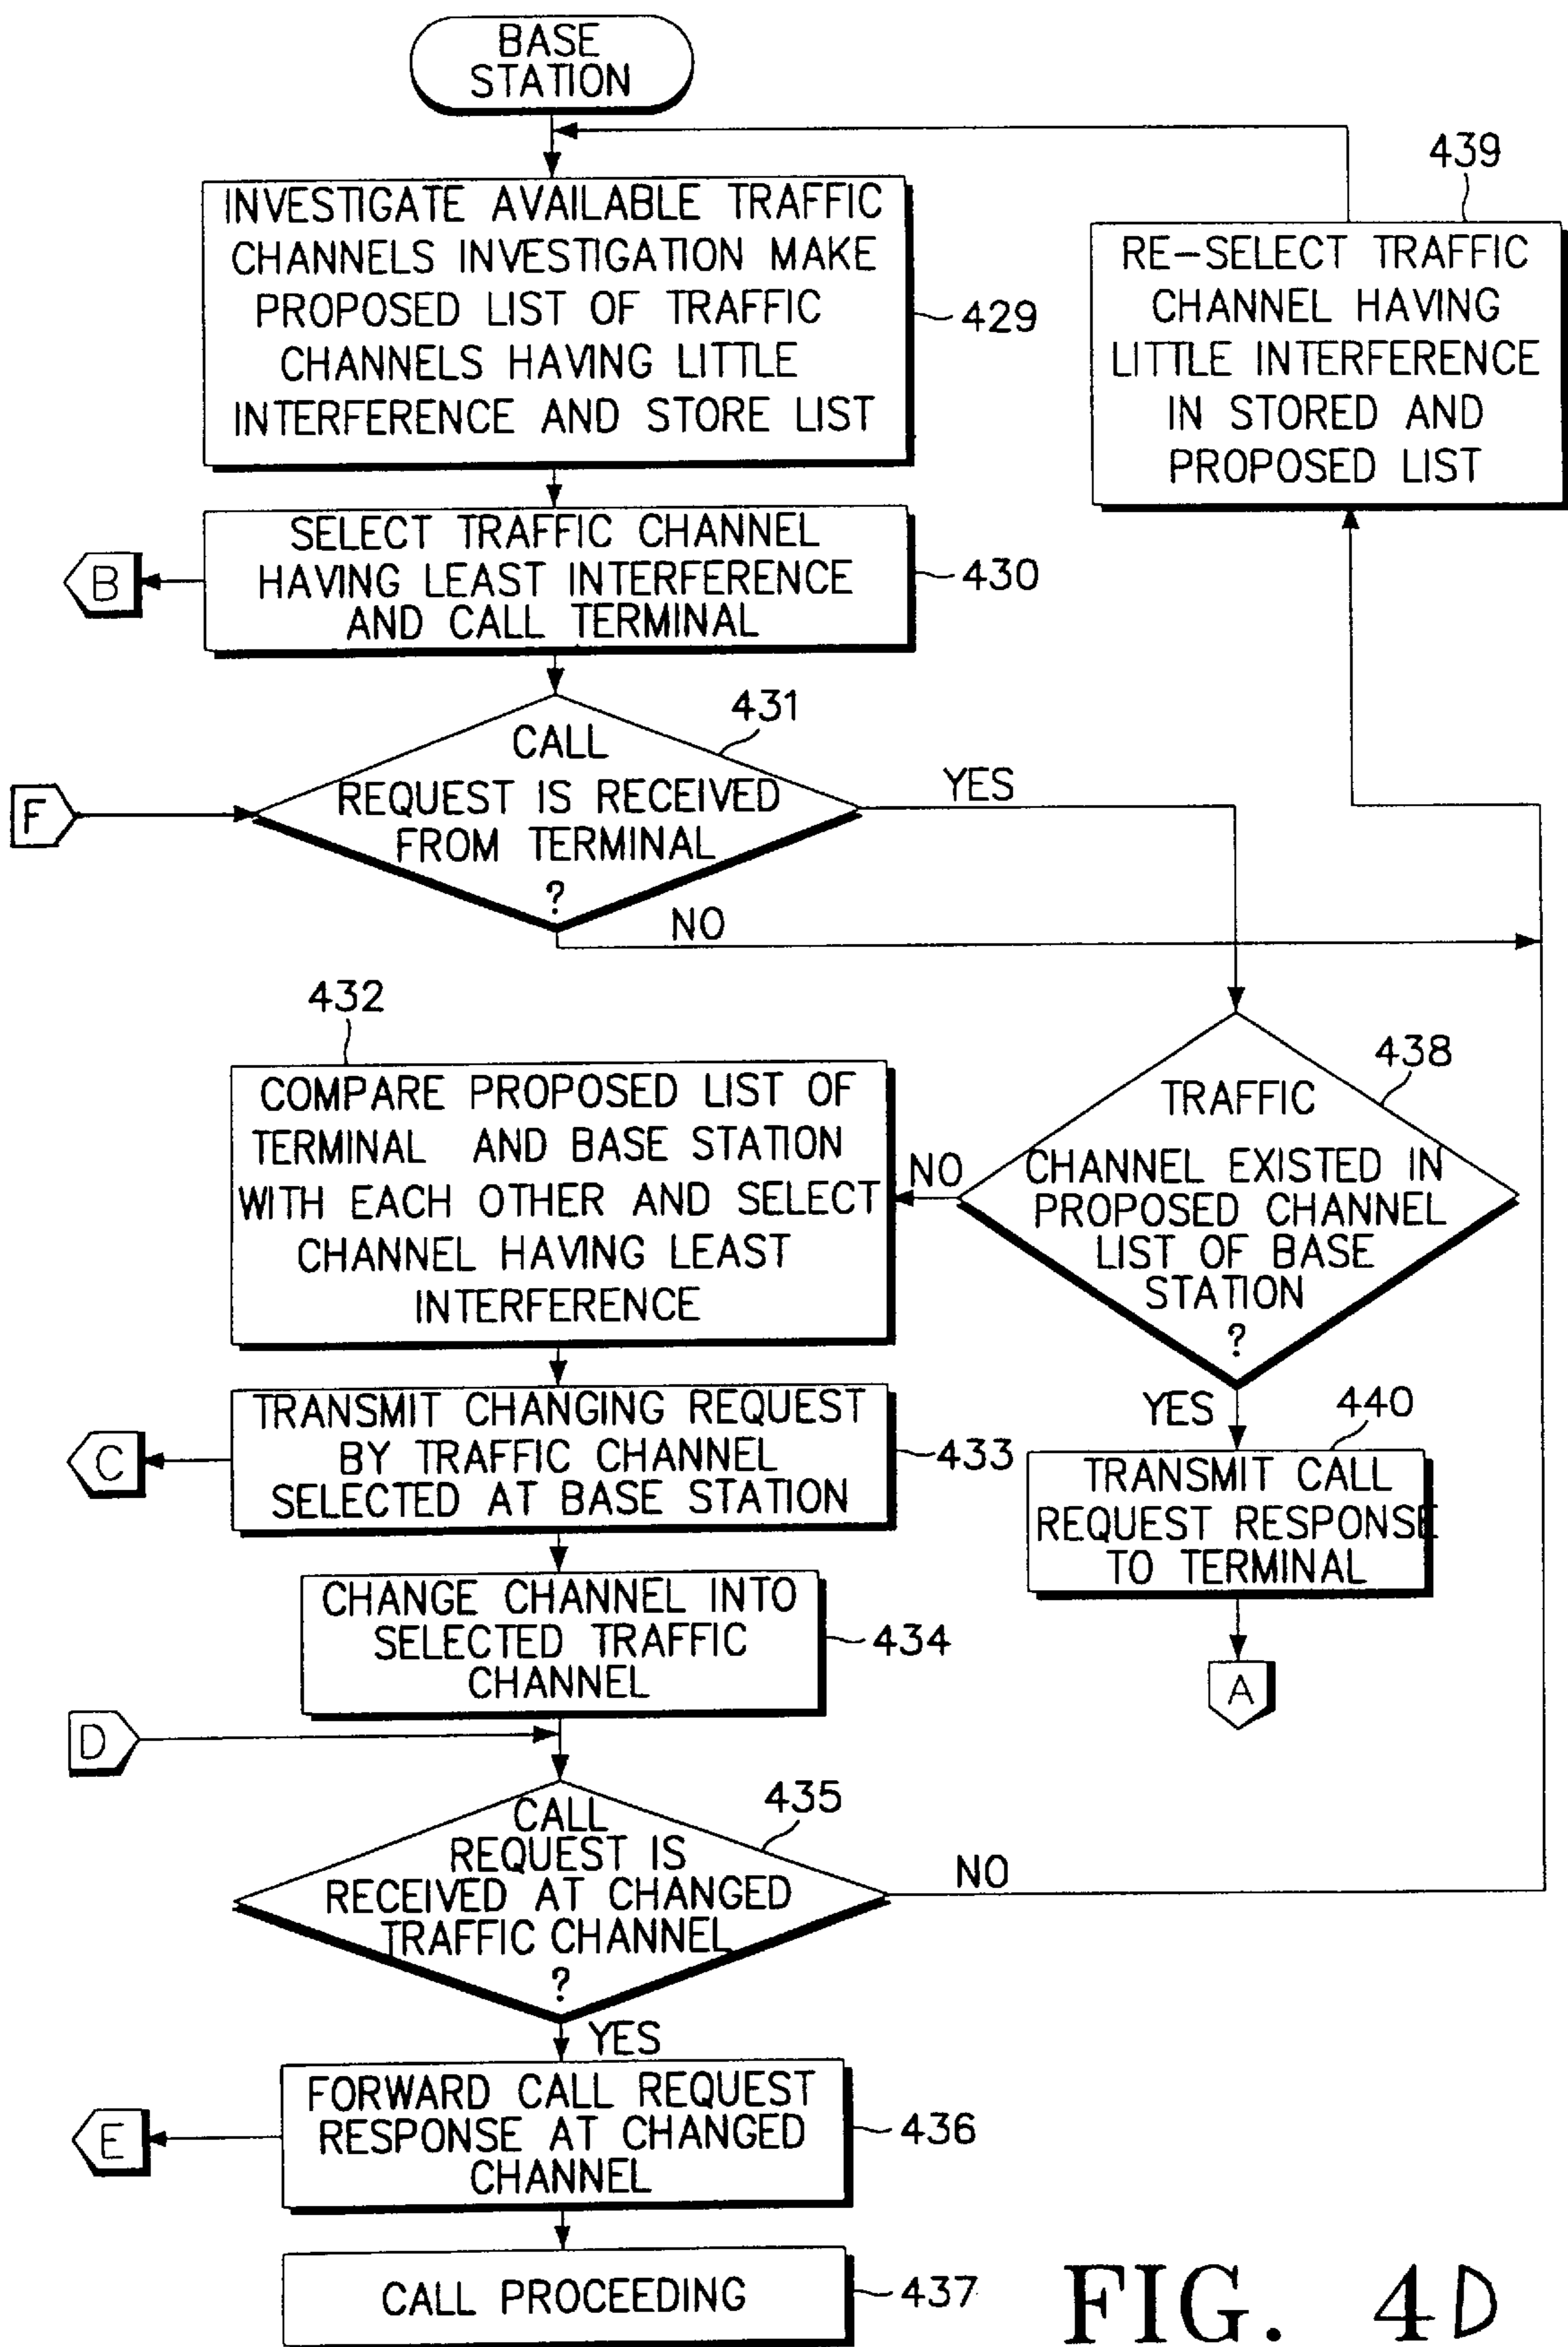 BASE
STATION
439
INVESTIGATE AVAILABLE TRAFFIC
CHANNELS INVESTIGATION MAKE
PROPOSED LIST OF TRAFFIC
CHANNELS HAVING LITTLE
INTERFERENCE AND STORE LIST
429
RE-SELECT TRAFFIC
CHANNEL HAVING
LITTLE INTERFERENCE
IN STORED AND
PROPOSED LIST
SELECT TRAFFIC CHANNEL
HAVING LEAST INTERFERENCE
AND CALL TERMINAL
430
B
431
CALL
REQUEST IS RECEIVED
FROM TERMINAL
?
F
YES
NO
432
COMPARE PROPOSED LIST OF
TERMINAL AND BASE STATION
WITH EACH OTHER AND SELECT
CHANNEL HAVING LEAST
INTERFERENCE
NO
438
TRAFFIC
CHANNEL EXISTED IN
PROPOSED CHANNEL
LIST OF BASE
STATION
?
YES
440
TRANSMIT CHANGING REQUEST
BY TRAFFIC CHANNEL
SELECTED AT BASE STATION
433
C
TRANSMIT CALL
REQUEST RESPONSE
TO TERMINAL
A
CHANGE CHANNEL INTO
SELECTED TRAFFIC
CHANNEL
434
D
435
CALL
REQUEST IS
RECEIVED AT CHANGED
TRAFFIC CHANNEL
?
NO
YES
FORWARD CALL REQUEST
RESPONSE AT CHANGED
CHANNEL
436
E
CALL PROCEEDING
437
FIG. 4D